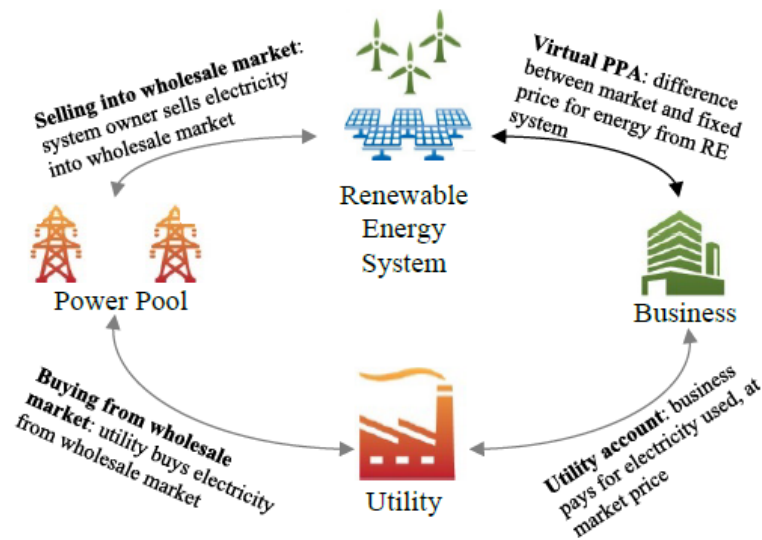 Selling into wholesale market:
system owner sells electricity
into wholesale market
Virtual PPA: difference
between market and fixed
price for energy from RE
system
Renewable
Energy
System
Power Pool
Business
Buying from wholesale
market: utility buys electricity
from wholesale market
Utility account: business
pays for electricity used, at
market price
Utility